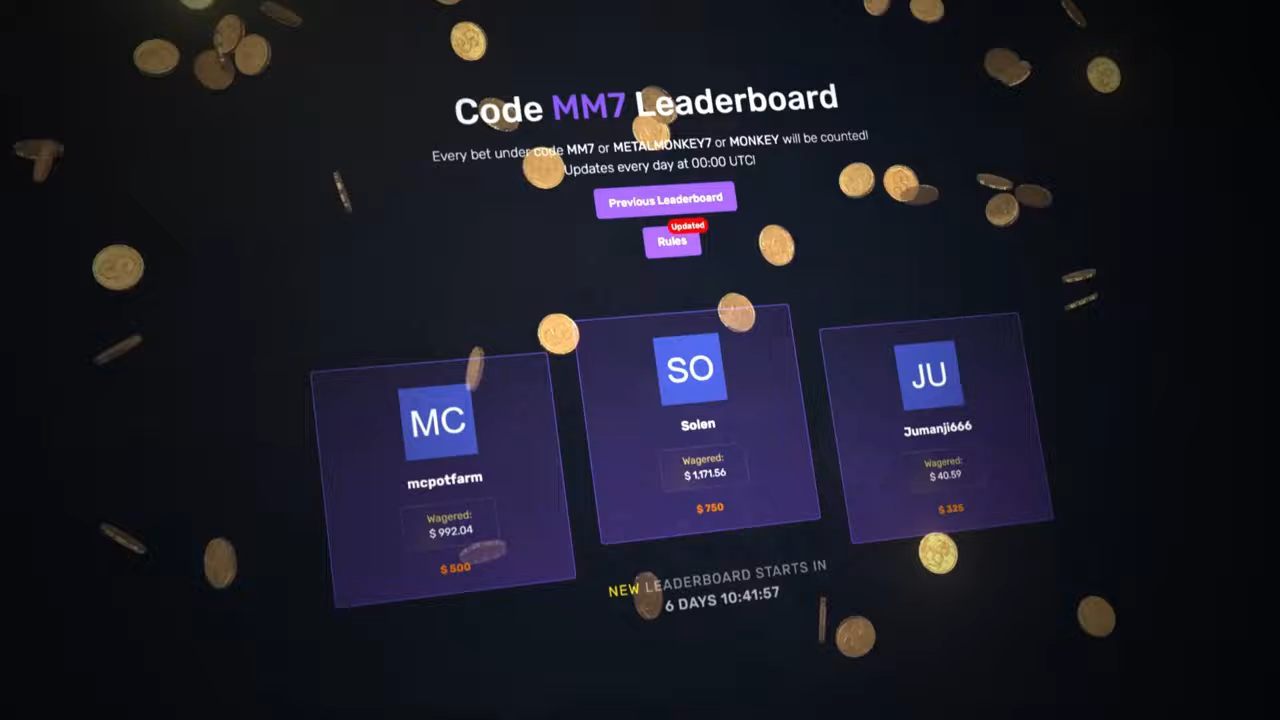 Code MM7 Leaderboard
Every bet under code MM7 or METALMONKEY7 or MONKEY will be counted!
Updates every day at 00:00 UTC!
Previous Leaderboard
Updated
Rules
MC
mcpotfarm
Wagered:
$ 992.04
$ 500
SO
Solen
Wagered:
$ 1,171.56
$ 750
JU
Jumanji666
Wagered:
$ 40.59
$ 325
NEW LEADERBOARD STARTS IN
6 DAYS 10:41:57